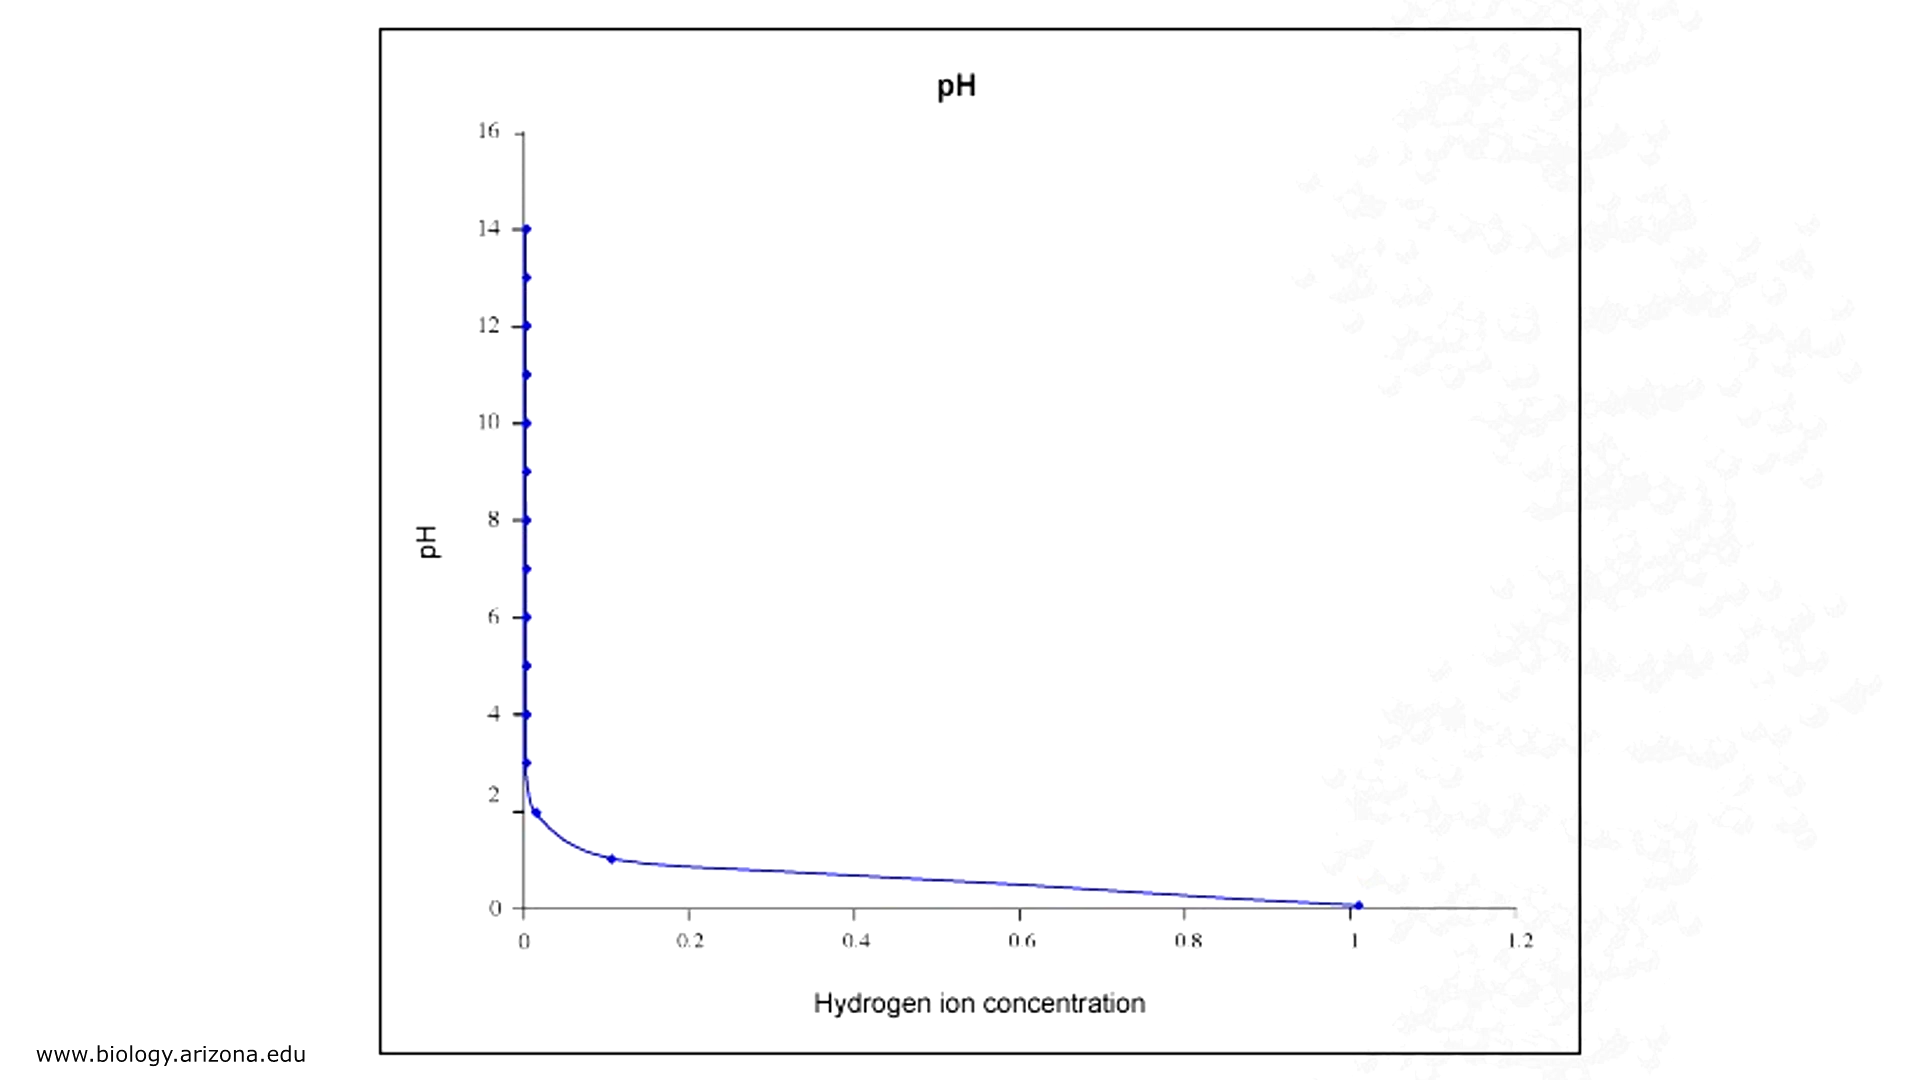 pH
16
14
12
10
8
6
4
2
0
pH
0 0.2 0.4 0.6 0.8 1 1.2
Hydrogen ion concentration
www.biology.arizona.edu